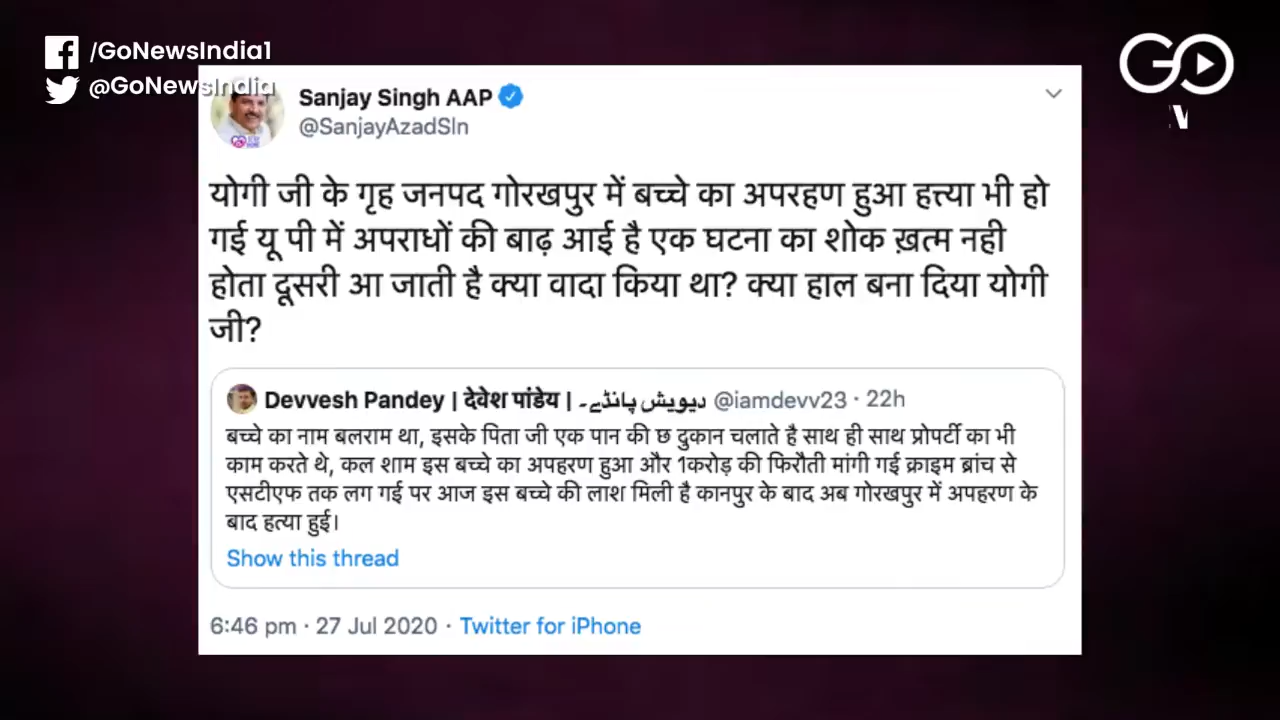 /GoNewsIndia1
@GoNewsIndia
GO
Sanjay Singh AAP
@SanjayAzadSln
योगी जी के गृह जनपद गोरखपुर में बच्चे का अपरहण हुआ हत्त्या भी हो
गई यू पी में अपराधों की बाढ़ आई है एक घटना का शोक ख़त्म नही
होता दूसरी आ जाती है क्या वादा किया था? क्या हाल बना दिया योगी
जी?
Devvesh Pandey | देवेश पांडेय | دیویش پانڈے۔ @iamdevv23 · 22h
बच्चे का नाम बलराम था, इसके पिता जी एक पान की छ दुकान चलाते है साथ ही साथ प्रोपर्टी का भी
काम करते थे, कल शाम इस बच्चे का अपहरण हुआ और 1करोड़ की फिरौती मांगी गई क्राइम ब्रांच से
एसटीएफ तक लग गई पर आज इस बच्चे की लाश मिली है कानपुर के बाद अब गोरखपुर में अपहरण के
बाद हत्या हुई।
Show this thread
6:46 pm · 27 Jul 2020 · Twitter for iPhone